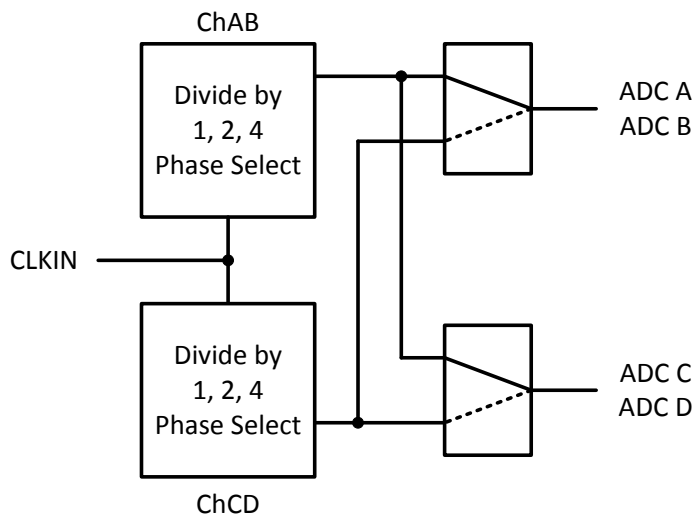 ChAB
Divide by
1, 2, 4
Phase Select
ADC A
ADC B
CLKIN
Divide by
1, 2, 4
Phase Select
ADC C
ADC D
ChCD